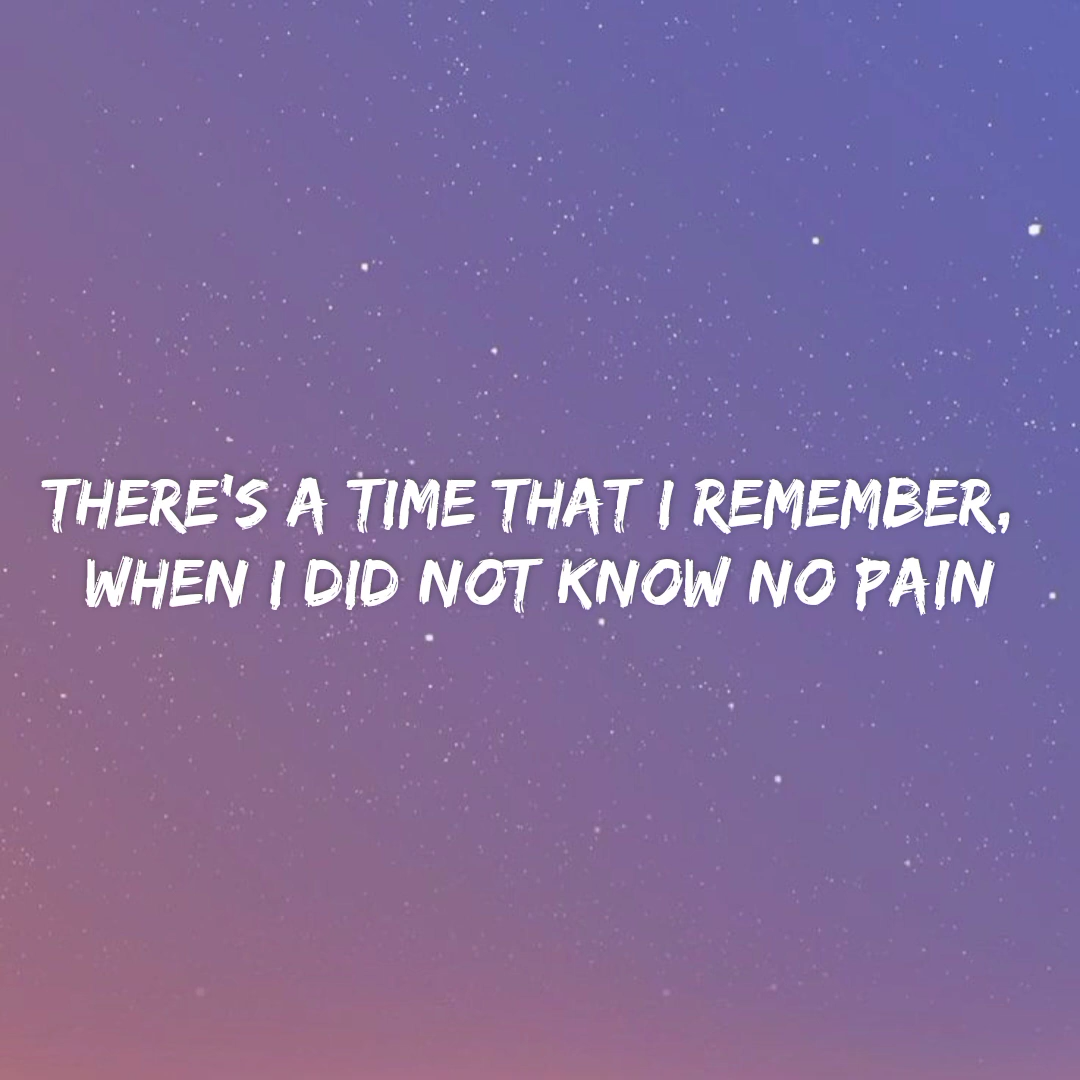 THERE'S A TIME THAT I REMEMBER,
WHEN I DID NOT KNOW NO PAIN